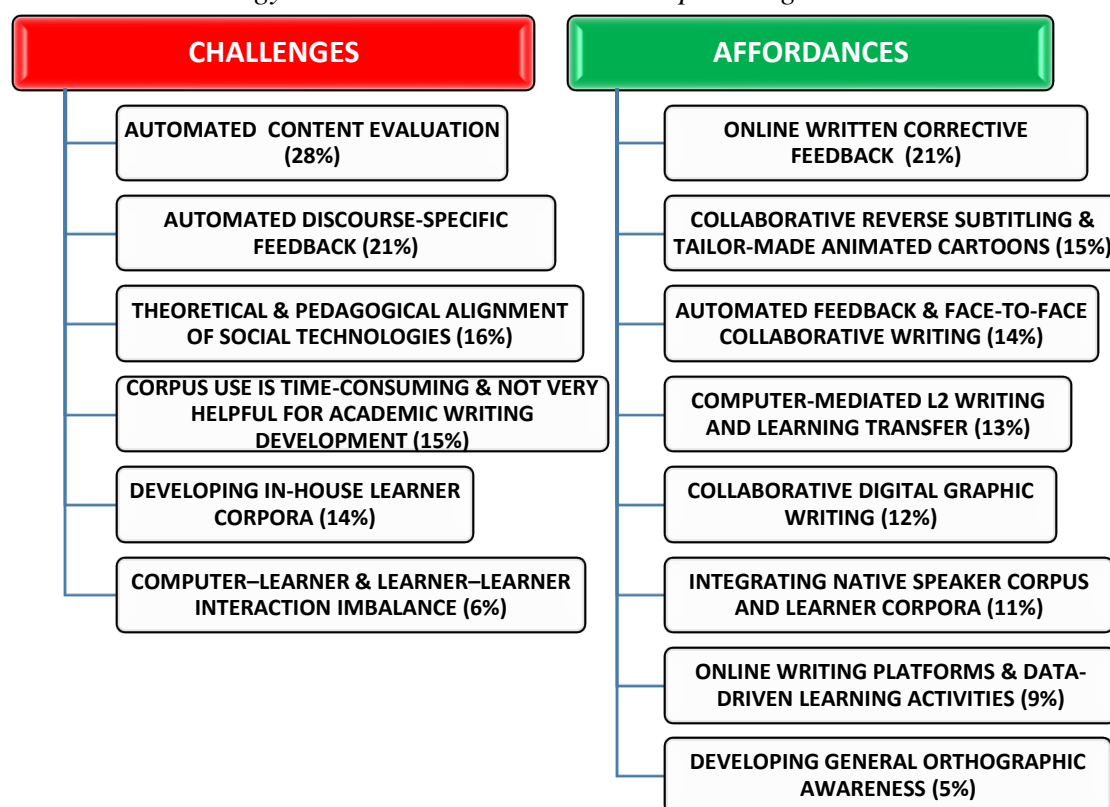 CHALLENGES
AUTOMATED CONTENT EVALUATION
(28%)
AUTOMATED DISCOURSE-SPECIFIC
FEEDBACK (21%)
THEORETICAL & PEDAGOGICAL ALIGNMENT
OF SOCIAL TECHNOLOGIES (16%)
CORPUS USE IS TIME-CONSUMING & NOT VERY
HELPFUL FOR ACADEMIC WRITING
DEVELOPMENT (15%)
DEVELOPING IN-HOUSE LEARNER
CORPORA (14%)
COMPUTER–LEARNER & LEARNER–LEARNER
INTERACTION IMBALANCE (6%)
AFFORDANCES
ONLINE WRITTEN CORRECTIVE
FEEDBACK (21%)
COLLABORATIVE REVERSE SUBTITLING &
TAILOR-MADE ANIMATED CARTOONS (15%)
AUTOMATED FEEDBACK & FACE-TO-FACE
COLLABORATIVE WRITING (14%)
COMPUTER-MEDIATED L2 WRITING
AND LEARNING TRANSFER (13%)
COLLABORATIVE DIGITAL GRAPHIC
WRITING (12%)
INTEGRATING NATIVE SPEAKER CORPUS
AND LEARNER CORPORA (11%)
ONLINE WRITING PLATFORMS & DATA-
DRIVEN LEARNING ACTIVITIES (9%)
DEVELOPING GENERAL ORTHOGRAPHIC
AWARENESS (5%)